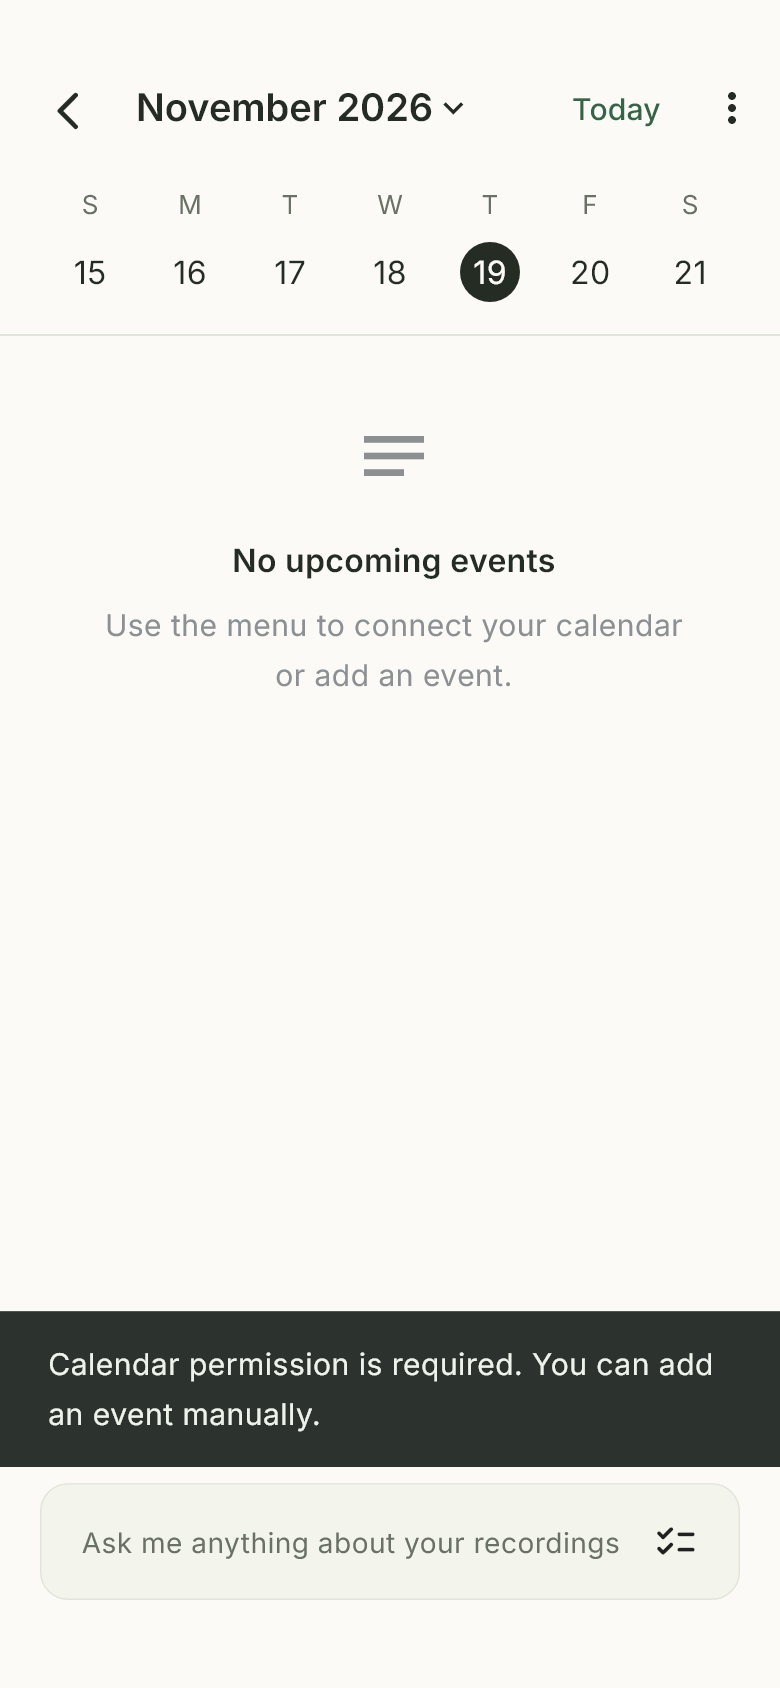 November 2026
Today
S M T W T F S
15 16 17 18 19 20 21
No upcoming events
Use the menu to connect your calendar
or add an event.
Calendar permission is required. You can add
an event manually.
Ask me anything about your recordings